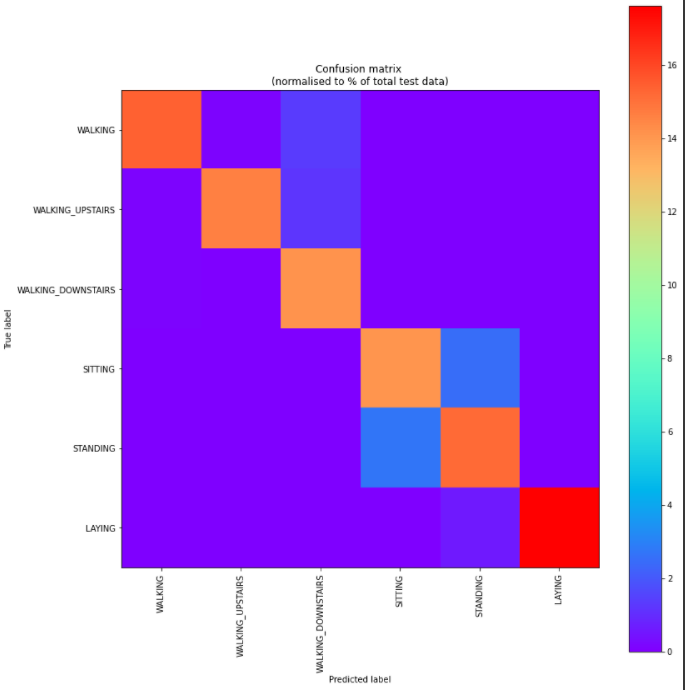 Confusion matrix
(normalised to % of total test data)
True label
WALKING
WALKING_UPSTAIRS
WALKING_DOWNSTAIRS
SITTING
STANDING
LAYING
WALKING
WALKING_UPSTAIRS
WALKING_DOWNSTAIRS
SITTING
STANDING
LAYING
Predicted label
16
14
12
10
8
6
4
2
0